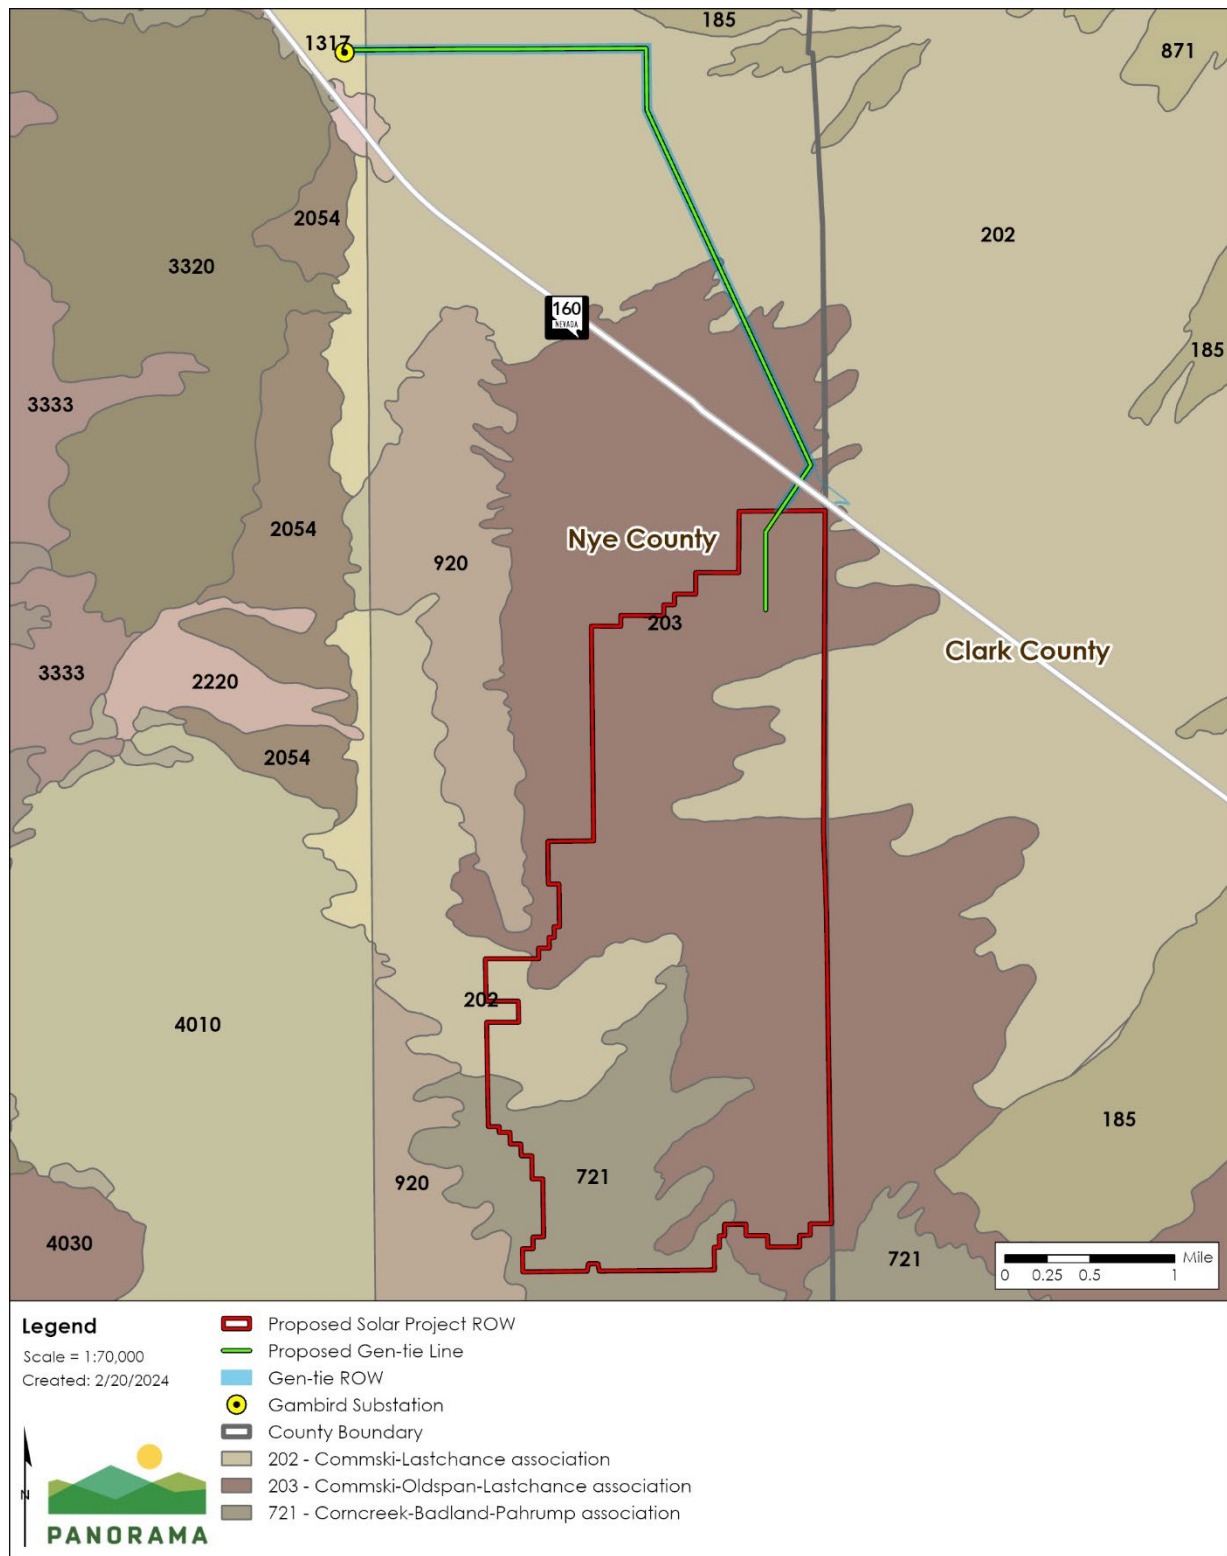 185
1317
871
2054
202
3320
160
NEVADA
185
3333
2054
Nye County
920
203
Clark County
3333
2220
2054
202
4010
185
721
920
4030
721
Mile
0 0.25 0.5 1
Legend
Scale = 1:70,000
Created: 2/20/2024
N
PANORAMA
Proposed Solar Project ROW
Proposed Gen-tie Line
Gen-tie ROW
Gambird Substation
County Boundary
202 - Commski-Lastchance association
203 - Commski-Oldspan-Lastchance association
721 - Corncreek-Badland-Pahrump association